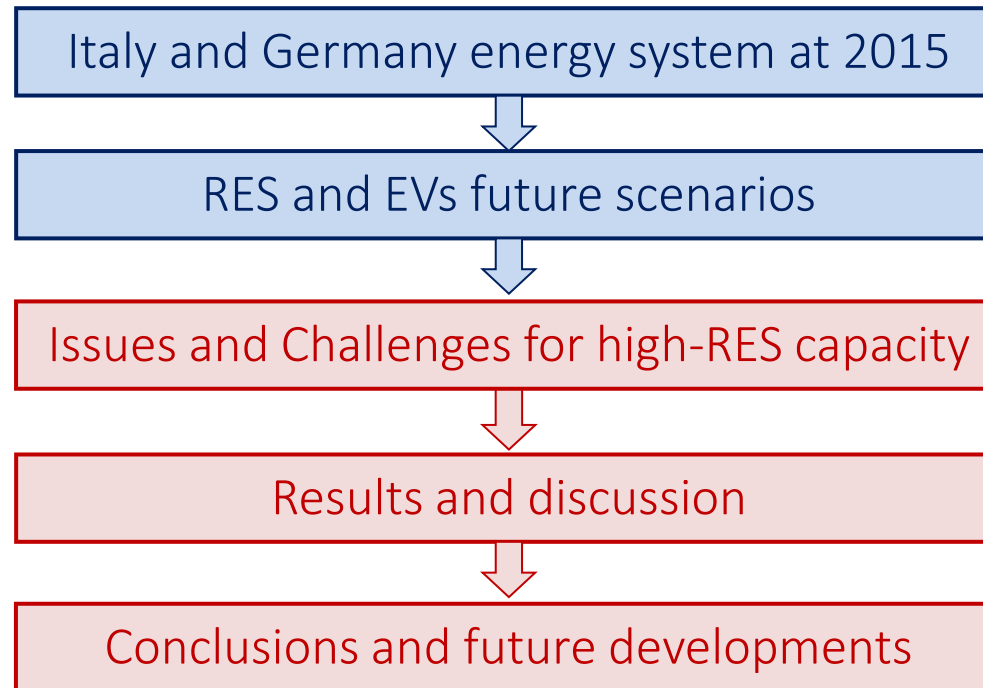 Italy and Germany energy system at 2015
RES and EVs future scenarios
Issues and Challenges for high-RES capacity
Results and discussion
Conclusions and future developments